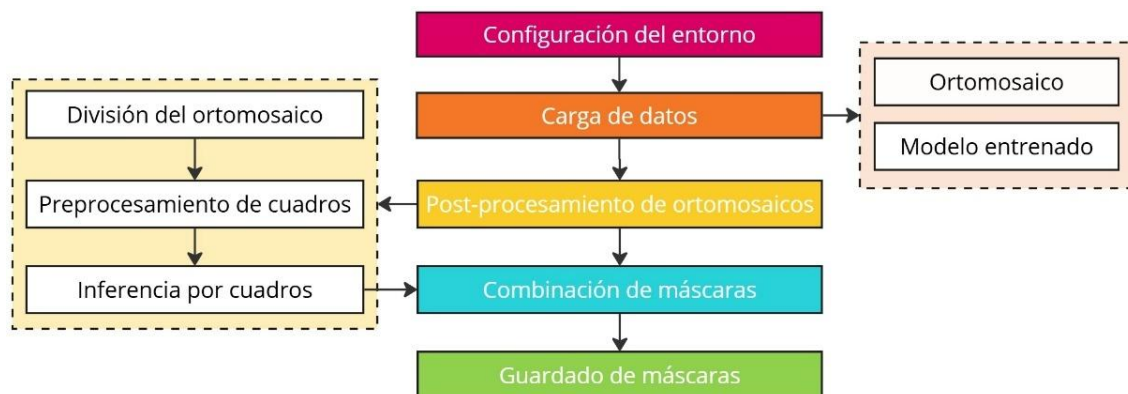 Configuración del entorno
Carga de datos
Ortomosaico
Modelo entrenado
Post-procesamiento de ortomosaicos
División del ortomosaico
Preprocesamiento de cuadros
Inferencia por cuadros
Combinación de máscaras
Guardado de máscaras